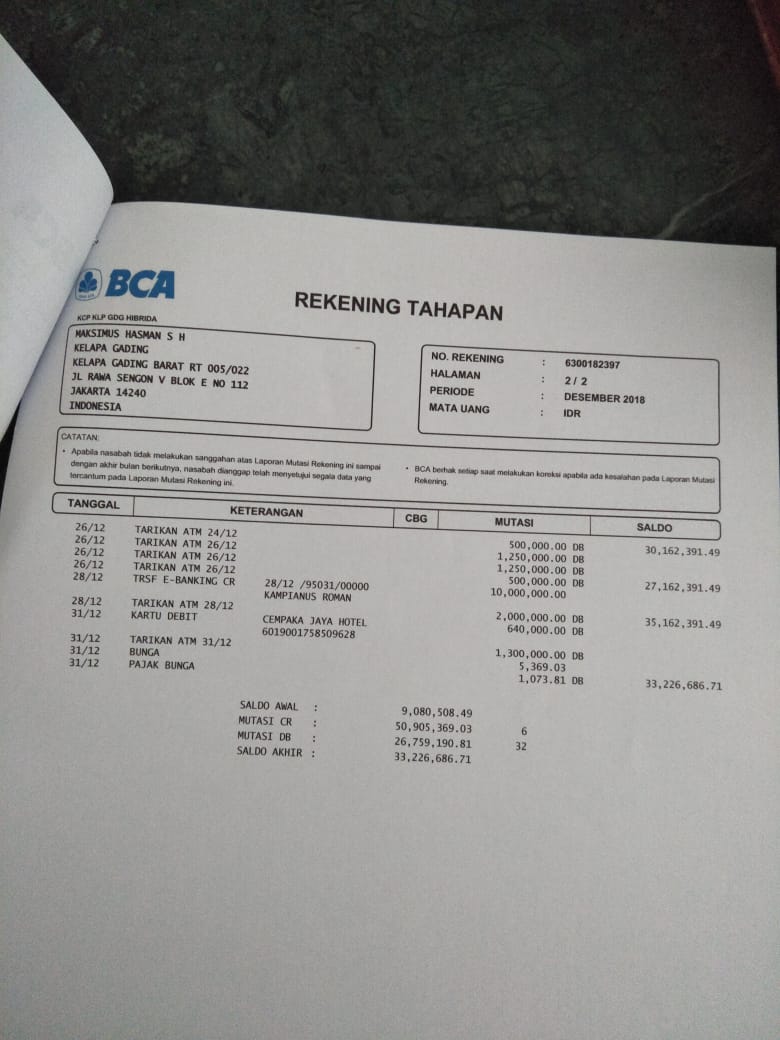 BCA
REKENING TAHAPAN
KCP KLP GDG HIBRIDA
MAKSIMUS HASMAN S H
KELAPA GADING
KELAPA GADING BARAT RT 005/022
JL RAWA SENGON V BLOK E NO 112
JAKARTA 14240
INDONESIA
NO. REKENING : 6300182397
HALAMAN : 2 / 2
PERIODE : DESEMBER 2018
MATA UANG : IDR
CATATAN:
• Apabila nasabah tidak melakukan sanggahan atas Laporan Mutasi Rekening ini sampai
dengan akhir bulan berikutnya, nasabah dianggap telah menyetujui segala data yang
tercantum pada Laporan Mutasi Rekening ini.
• BCA berhak setiap saat melakukan koreksi apabila ada kesalahan pada Laporan Mutasi
Rekening.
TANGGAL KETERANGAN CBG MUTASI SALDO
26/12 TARIKAN ATM 24/12 500,000.00 DB 30,162,391.49
26/12 TARIKAN ATM 26/12 1,250,000.00 DB
26/12 TARIKAN ATM 26/12 1,250,000.00 DB
26/12 TARIKAN ATM 26/12 500,000.00 DB 27,162,391.49
28/12 TRSF E-BANKING CR 28/12 /95031/00000 10,000,000.00
KAMPIANUS ROMAN
28/12 TARIKAN ATM 28/12 2,000,000.00 DB 35,162,391.49
31/12 KARTU DEBIT CEMPAKA JAYA HOTEL 640,000.00 DB
6019001758509628
31/12 TARIKAN ATM 31/12 1,300,000.00 DB
31/12 BUNGA 5,369.03
31/12 PAJAK BUNGA 1,073.81 DB 33,226,686.71
SALDO AWAL : 9,080,508.49
MUTASI CR : 50,905,369.03 6
MUTASI DB : 26,759,190.81 32
SALDO AKHIR : 33,226,686.71